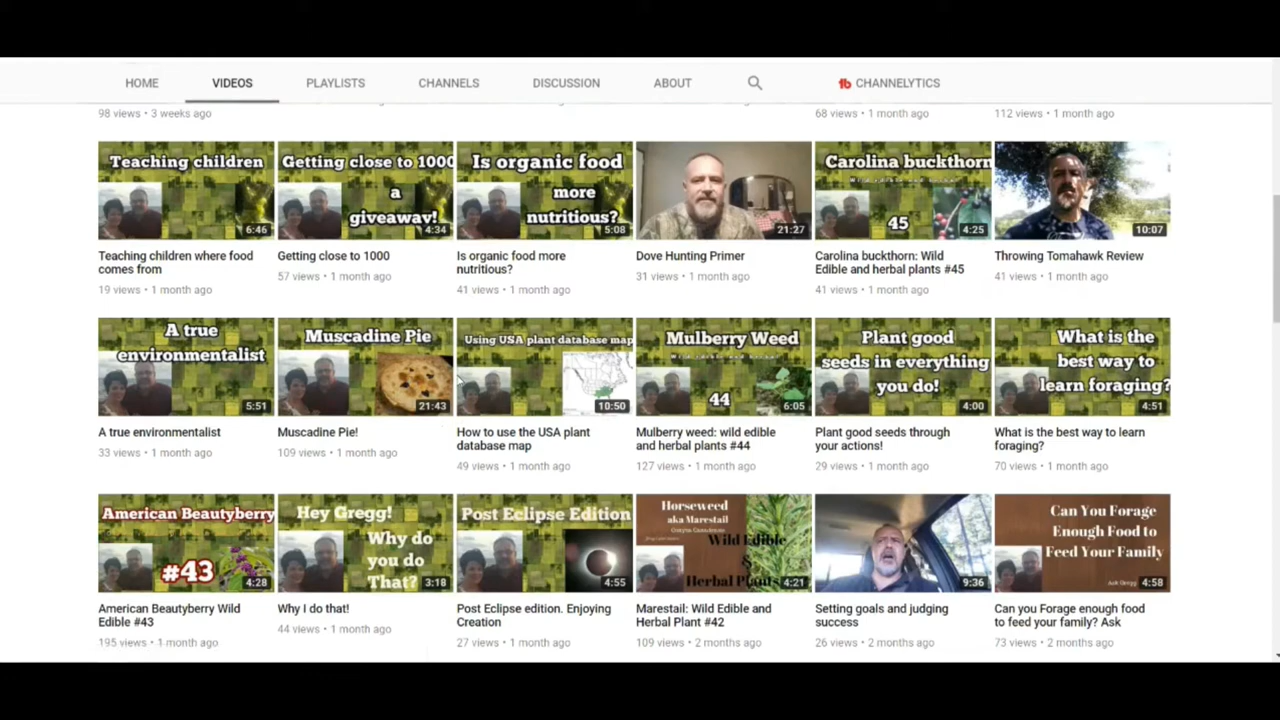 HOME VIDEOS PLAYLISTS CHANNELS DISCUSSION ABOUT CHANNELYTICS
98 views • 3 weeks ago
68 views • 1 month ago
112 views • 1 month ago
Teaching children
6:46
Teaching children where food
comes from
19 views • 1 month ago
Getting close to 1000
a
giveaway!
4:34
Getting close to 1000
57 views • 1 month ago
Is organic food
more
nutritious?
5:08
Is organic food more
nutritious?
41 views • 1 month ago
21:27
Dove Hunting Primer
31 views • 1 month ago
Carolina buckthorn
45
4:25
Carolina buckthorn: Wild
Edible and herbal plants #45
41 views • 1 month ago
10:07
Throwing Tomahawk Review
41 views • 1 month ago
A true
environmentalist
5:51
A true environmentalist
33 views • 1 month ago
Muscadine Pie
21:43
Muscadine Pie!
109 views • 1 month ago
Using USA plant database map
10:50
How to use the USA plant
database map
49 views • 1 month ago
Mulberry Weed
44
6:05
Mulberry weed: wild edible
and herbal plants #44
127 views • 1 month ago
Plant good
seeds in everything
you do!
4:00
Plant good seeds through
your actions!
29 views • 1 month ago
What is the
best way to
learn foraging?
4:51
What is the best way to learn
foraging?
70 views • 1 month ago
American Beautyberry
#43
4:28
American Beautyberry Wild
Edible #43
195 views • 1 month ago
Hey Gregg!
Why do
you do
That?
3:18
Why I do that!
44 views • 1 month ago
Post Eclipse Edition
4:55
Post Eclipse edition. Enjoying
Creation
27 views • 1 month ago
Horseweed
aka Marestail
Wild Edible
&
Herbal Plants
4:21
Marestail: Wild Edible and
Herbal Plant #42
109 views • 2 months ago
9:36
Setting goals and judging
success
26 views • 2 months ago
Can You Forage
Enough Food to
Feed Your Family
Ask Gregg
4:58
Can you Forage enough food
to feed your family? Ask
73 views • 2 months ago